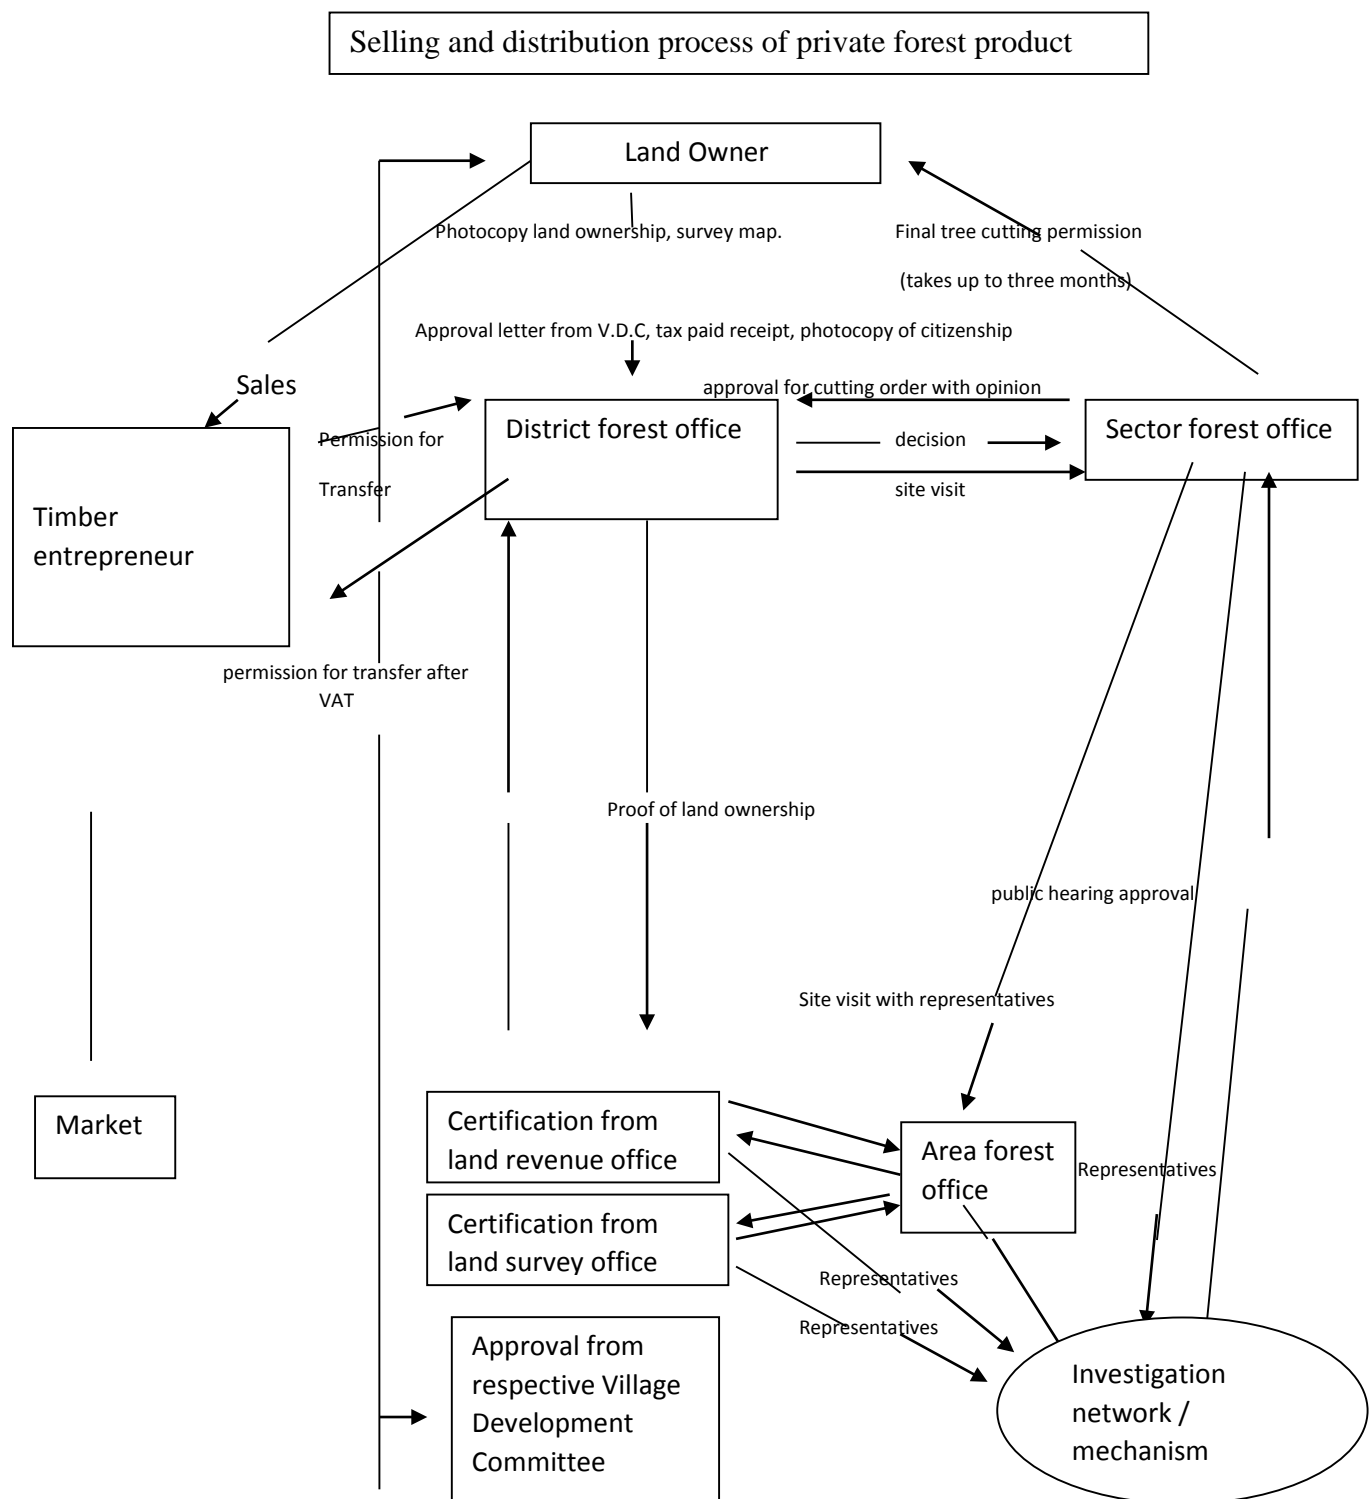 Selling and distribution process of private forest product
Land Owner
Photocopy land ownership, survey map.
Final tree cutting permission
(takes up to three months)
Approval letter from V.D.C, tax paid receipt, photocopy of citizenship
Sales
approval for cutting order with opinion
District forest office
Sector forest office
Permission for
Transfer
decision
site visit
Timber
entrepreneur
permission for transfer after
VAT
Proof of land ownership
public hearing approval
Site visit with representatives
Market
Certification from
land revenue office
Area forest
office
Representatives
Certification from
land survey office
Representatives
Representatives
Approval from
respective Village
Development
Committee
Investigation
network /
mechanism